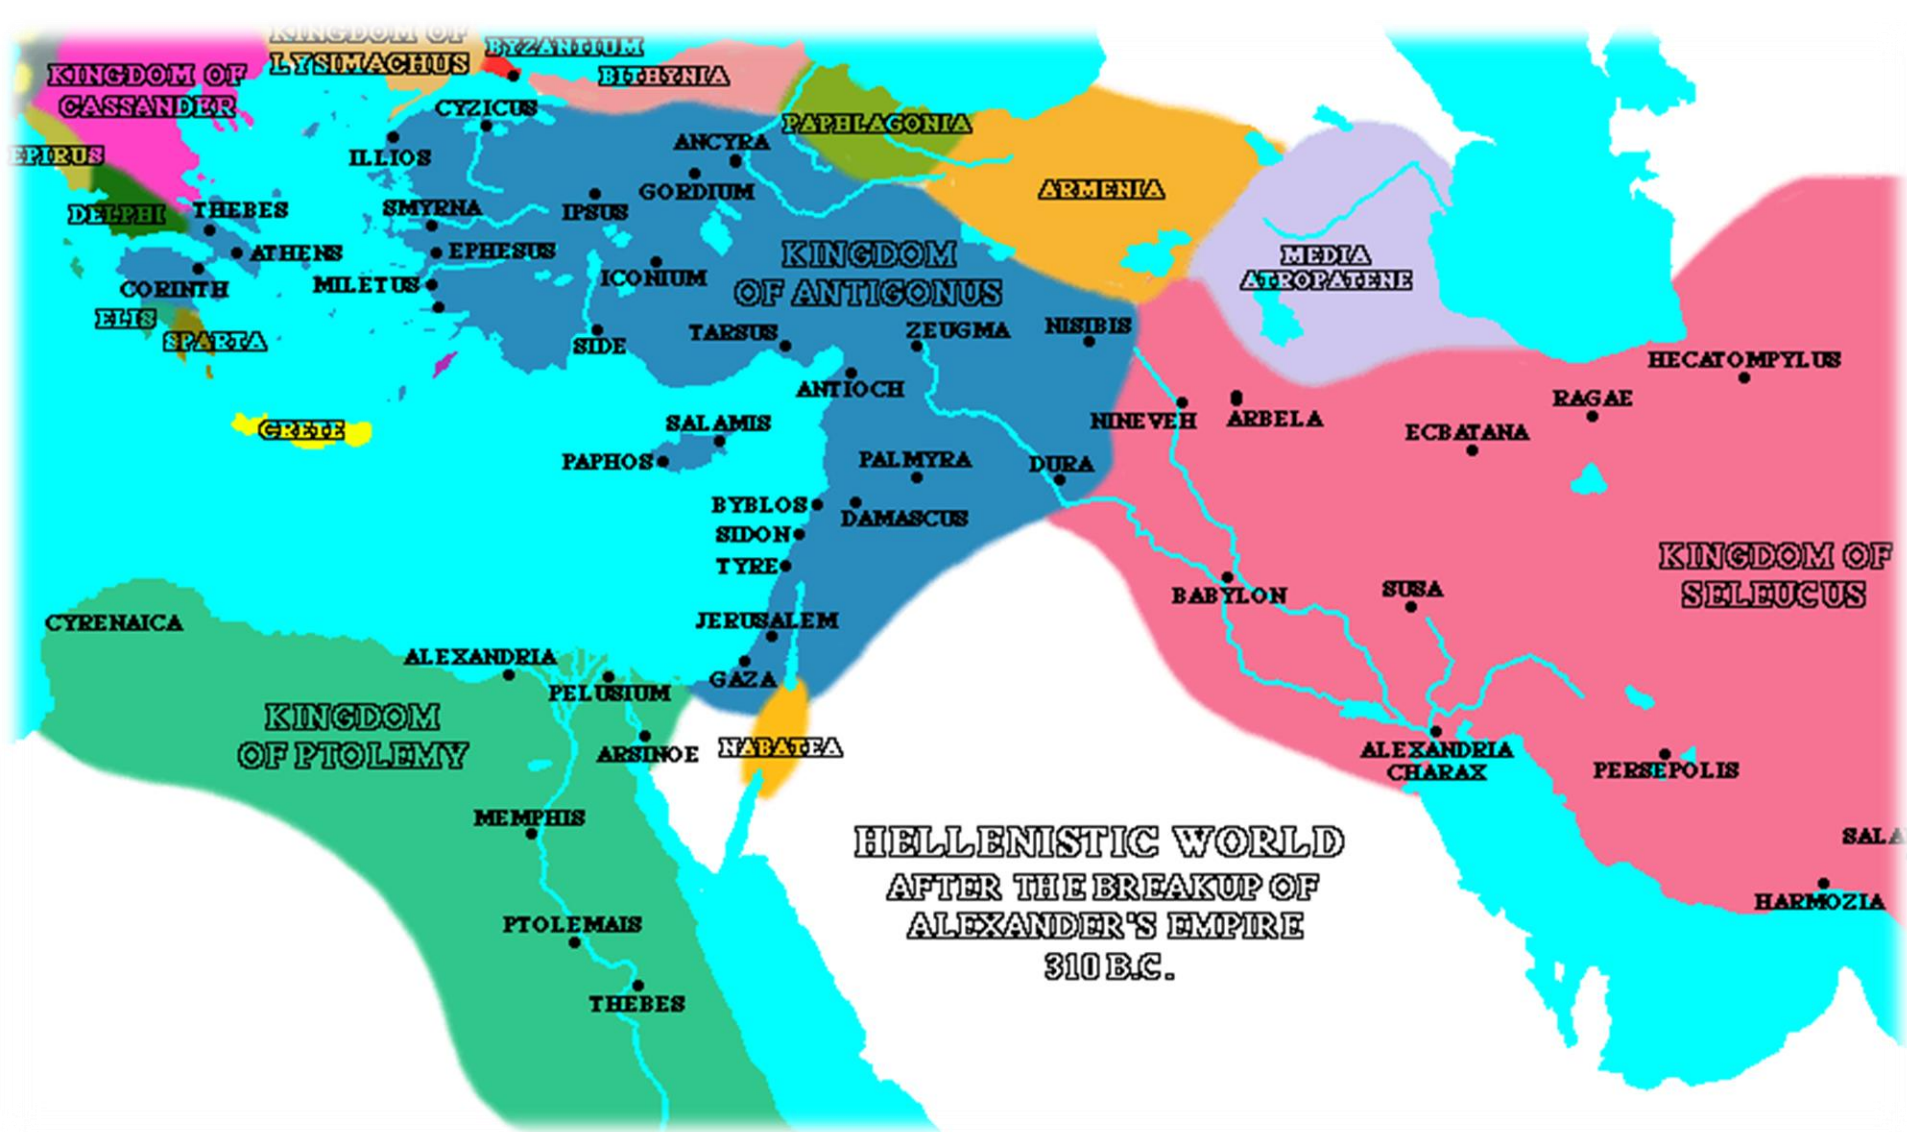 KINGDOM OF
LYSIMACHUS
BYZANTIUM
KINGDOM OF
CASSANDER
BITHYNIA
CYZICUS
PAPHLAGONIA
EPIRUS
ILLIOS
ANCYRA
GORDIUM
ARMENIA
DELPHI
THEBES
SMYRNA
IPSUS
ATHENS
EPHESUS
KINGDOM
OF ANTIGONUS
MEDIA
ATROPATENE
CORINTH
MILETUS
ICONIUM
ELIS
SPARTA
SIDE
TARSUS
ZEUGMA
NISIBIS
HECATOMPYLUS
ANTIOCH
NINEVEH
ARBELA
RAGAE
CRETE
SALAMIS
ECBATANA
PAPHOS
PALMYRA
DURA
BYBLOS
DAMASCUS
SIDON
TYRE
KINGDOM OF
SELEUCUS
BABYLON
SUSA
CYRENAICA
JERUSALEM
ALEXANDRIA
PELUSIUM
GAZA
KINGDOM
OF PTOLEMY
ARSINOE
NABATEA
ALEXANDRIA
CHARAX
PERSEPOLIS
MEMPHIS
SALA
HELLENISTIC WORLD
AFTER THE BREAKUP OF
ALEXANDER'S EMPIRE
310 B.C.
HARMOZIA
PTOLEMAIS
THEBES